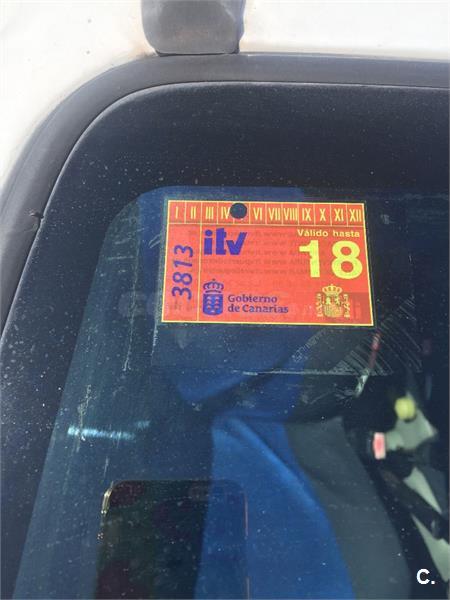 I II III IV VI VII VIII IX X XI XII
itv
Válido hasta
18
3813
Gobierno
de Canarias
C.